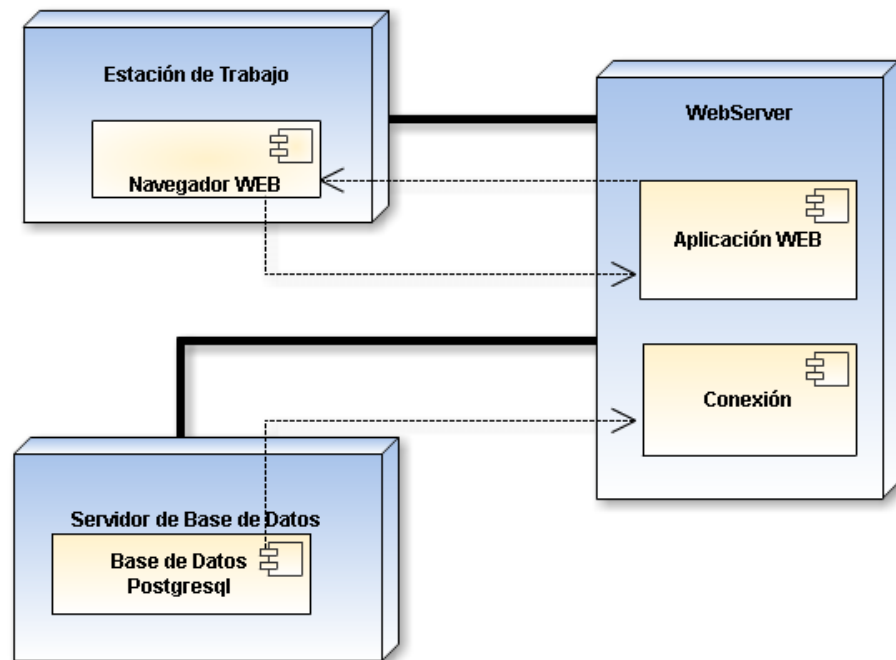 Estación de Trabajo
Navegador WEB
WebServer
Aplicación WEB
Conexión
Servidor de Base de Datos
Base de Datos
Postgresql